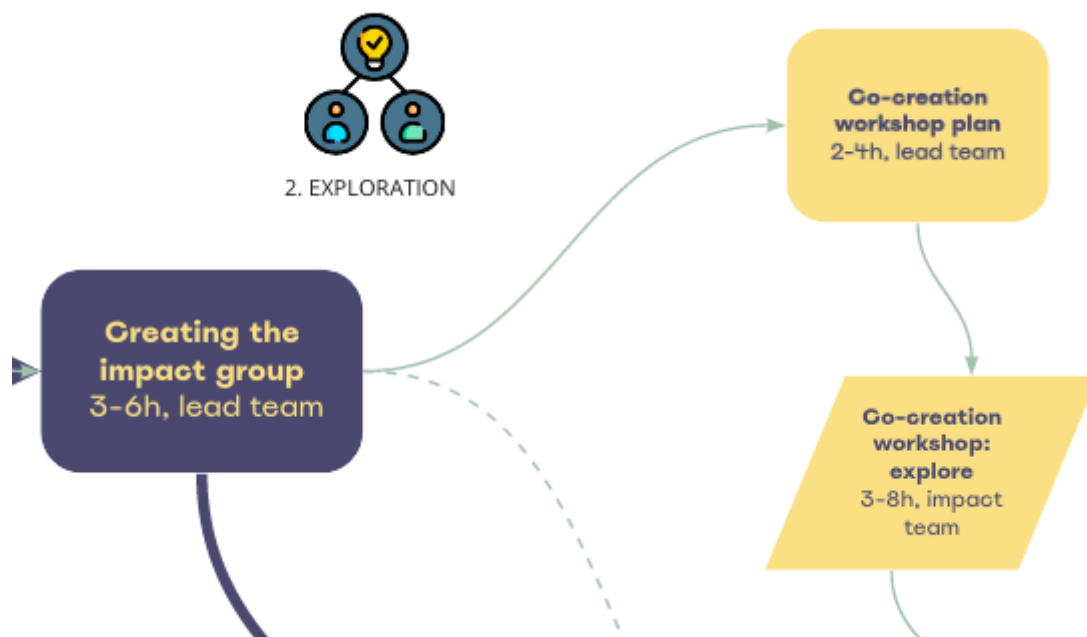 2. EXPLORATION
Co-creation
workshop plan
2-4h, lead team
Creating the
impact group
3-6h, lead team
Co-creation
workshop:
explore
3-8h, impact
team